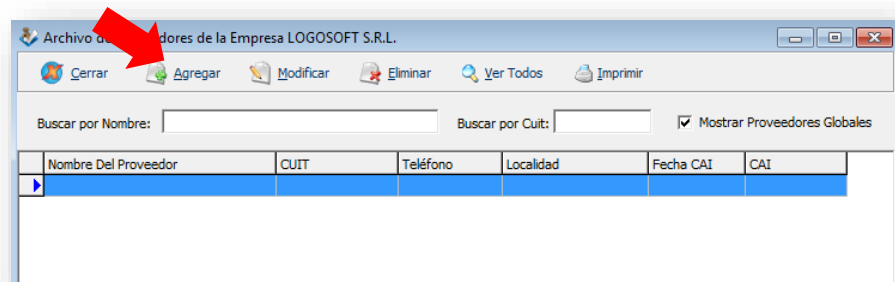 Archivo de dores de la Empresa LOGOSOFT S.R.L.
Cerrar Agregar Modificar Eliminar Ver Todos Imprimir
Buscar por Nombre: Buscar por Cuit: Mostrar Proveedores Globales
Nombre Del Proveedor CUIT Teléfono Localidad Fecha CAI CAI